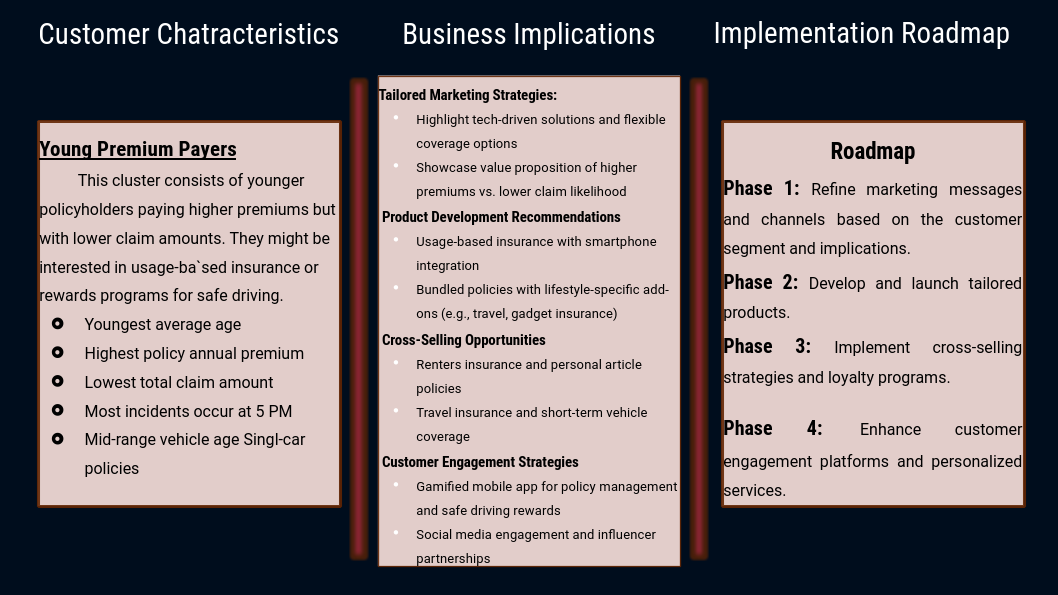 Customer Chatracteristics
Business Implications
Implementation Roadmap
Young Premium Payers
This cluster consists of younger
policyholders paying higher premiums but
with lower claim amounts. They might be
interested in usage-ba`sed insurance or
rewards programs for safe driving.
Youngest average age
Highest policy annual premium
Lowest total claim amount
Most incidents occur at 5 PM
Mid-range vehicle age Singl-car
policies
Tailored Marketing Strategies:
• Highlight tech-driven solutions and flexible
coverage options
• Showcase value proposition of higher
premiums vs. lower claim likelihood
Product Development Recommendations
• Usage-based insurance with smartphone
integration
• Bundled policies with lifestyle-specific add-
ons (e.g., travel, gadget insurance)
Cross-Selling Opportunities
• Renters insurance and personal article
policies
• Travel insurance and short-term vehicle
coverage
Customer Engagement Strategies
• Gamified mobile app for policy management
and safe driving rewards
• Social media engagement and influencer
partnerships
Roadmap
Phase 1: Refine marketing messages
and channels based on the customer
segment and implications.
Phase 2: Develop and launch tailored
products.
Phase 3: Implement cross-selling
strategies and loyalty programs.
Phase 4: Enhance customer
engagement platforms and personalized
services.